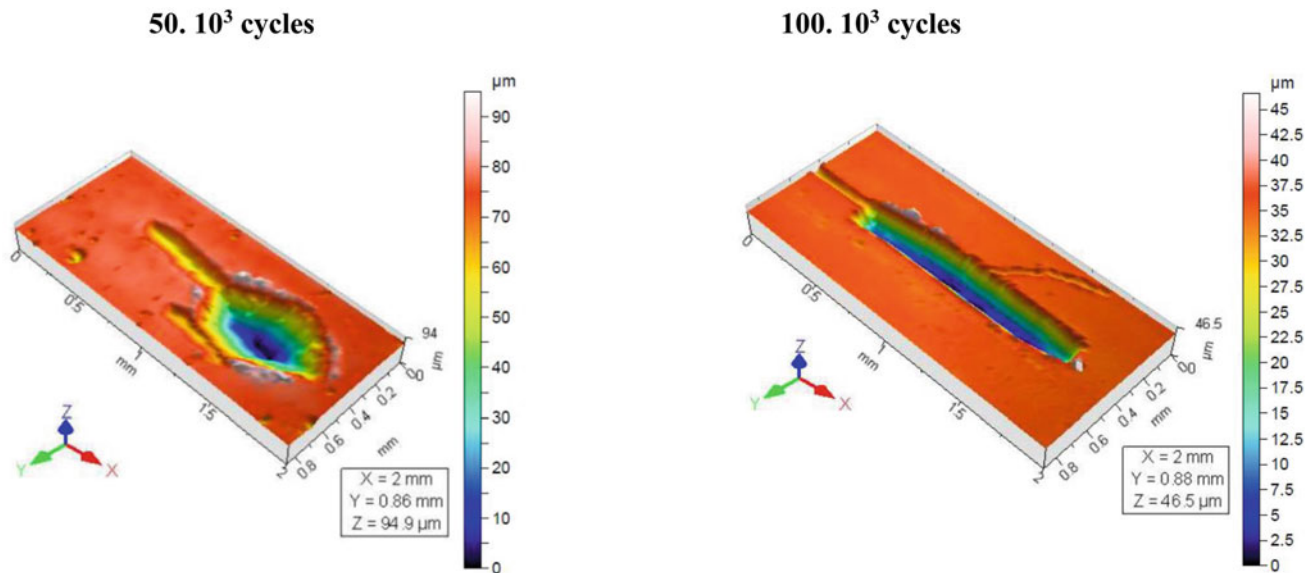 50. 10³ cycles
µm
90
80
70
60
50
40
30
20
10
0
0
0.5
1
1.5
2
mm
94
µm
0
0
0.2
0.4
0.6
0.8
mm
Z
Y
X
X = 2 mm
Y = 0.86 mm
Z = 94.9 µm
100. 10³ cycles
µm
45
42.5
40
37.5
35
32.5
30
27.5
25
22.5
20
17.5
15
12.5
10
7.5
5
2.5
0
0
0.5
1
1.5
2
mm
46.5
µm
0
0
0.2
0.4
0.6
0.8
mm
Z
Y
X
X = 2 mm
Y = 0.88 mm
Z = 46.5 µm